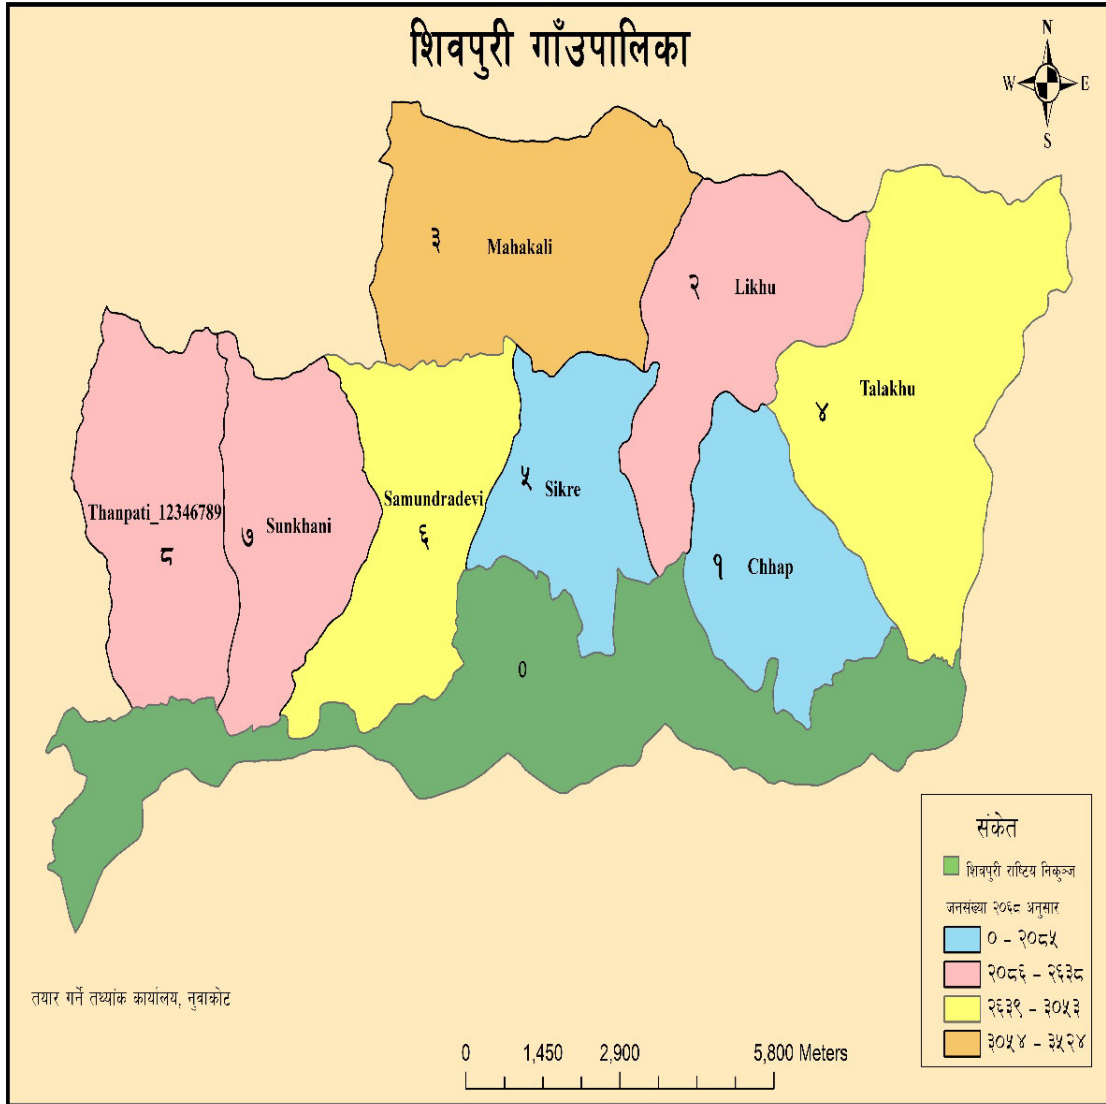 शिवपुरी गाँउपालिका
N
W E
S
३ Mahakali
२ Likhu
Talakhu
४
Thanpati_12346789
८
७ Sunkhani
Samundradevi
६
५ Sikre
१ Chhap
०
संकेत
शिवपुरी राष्टिय निकुञ्ज
जनसंख्या २०६८ अनुसार
० - २०८५
२०८६ - २६३८
२६३९ - ३०५३
३०५४ - ३५२४
तयार गर्ने तथ्यांक कार्यालय, नुवाकोट
0 1,450 2,900 5,800 Meters